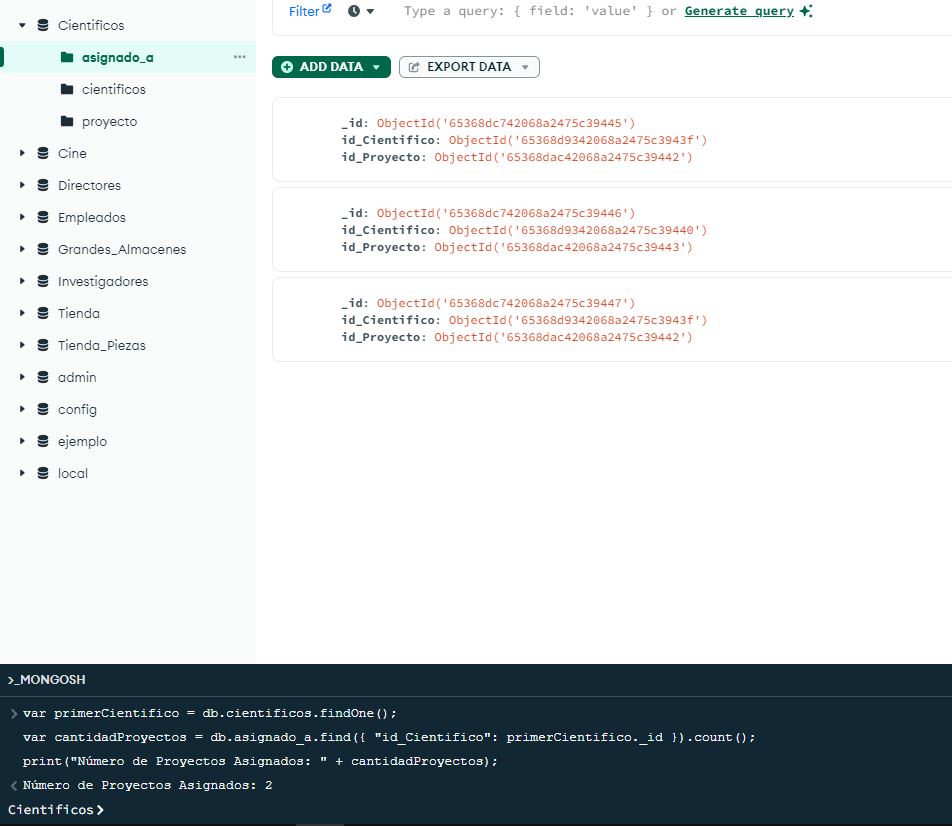 Cientificos
asignado_a
cientificos
proyecto
Cine
Directores
Empleados
Grandes_Almacenes
Investigadores
Tienda
Tienda_Piezas
admin
config
ejemplo
local
Filter
Type a query: { field: 'value' } or Generate query
ADD DATA
EXPORT DATA
_id: ObjectId('65368dc742068a2475c39445')
id_Cientifico: ObjectId('65368d9342068a2475c3943f')
id_Proyecto: ObjectId('65368dac42068a2475c39442')
_id: ObjectId('65368dc742068a2475c39446')
id_Cientifico: ObjectId('65368d9342068a2475c39440')
id_Proyecto: ObjectId('65368dac42068a2475c39443')
_id: ObjectId('65368dc742068a2475c39447')
id_Cientifico: ObjectId('65368d9342068a2475c3943f')
id_Proyecto: ObjectId('65368dac42068a2475c39442')
>_MONGOSH
> var primerCientifico = db.cientificos.findOne();
var cantidadProyectos = db.asignado_a.find({ "id_Cientifico": primerCientifico._id }).count();
print("Número de Proyectos Asignados: " + cantidadProyectos);
< Número de Proyectos Asignados: 2
Cientificos>